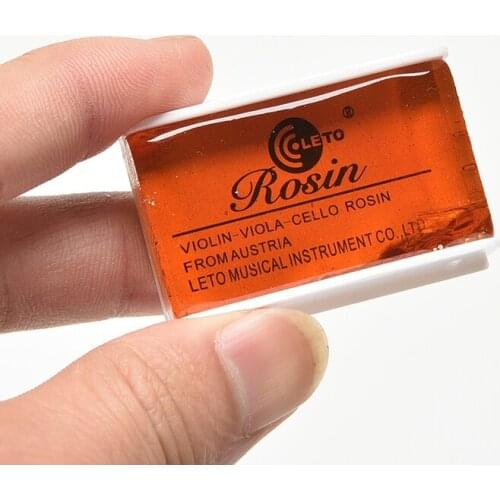 LETO ®
Rosin
VIOLIN-VIOLA-CELLO ROSIN
FROM AUSTRIA
LETO MUSICAL INSTRUMENT CO. LTD